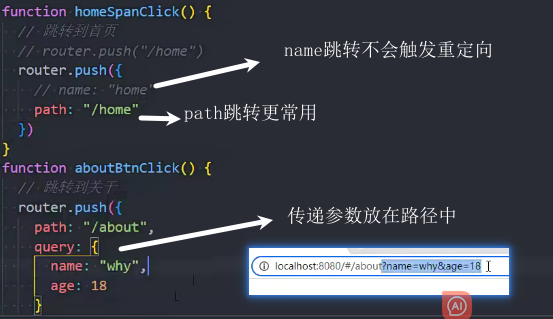 function homeSpanClick() {
// 跳转到首页
// router.push("/home")
router.push({
// name: "home"
path: "/home"
})
}
function aboutBtnClick() {
// 跳转到关于
router.push({
path: "/about",
query: {
name: "why",
age: 18
}
name跳转不会触发重定向
path跳转更常用
传递参数放在路径中
localhost:8080/#/about?name=why&age=18
AI